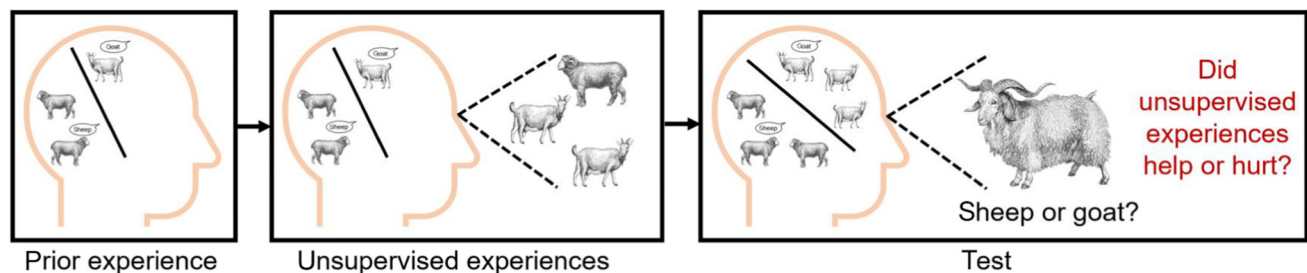 Goat
Sheep
Prior experience
Goat
Sheep
Unsupervised experiences
Goat
Sheep
Sheep or goat?
Did
unsupervised
experiences
help or hurt?
Test